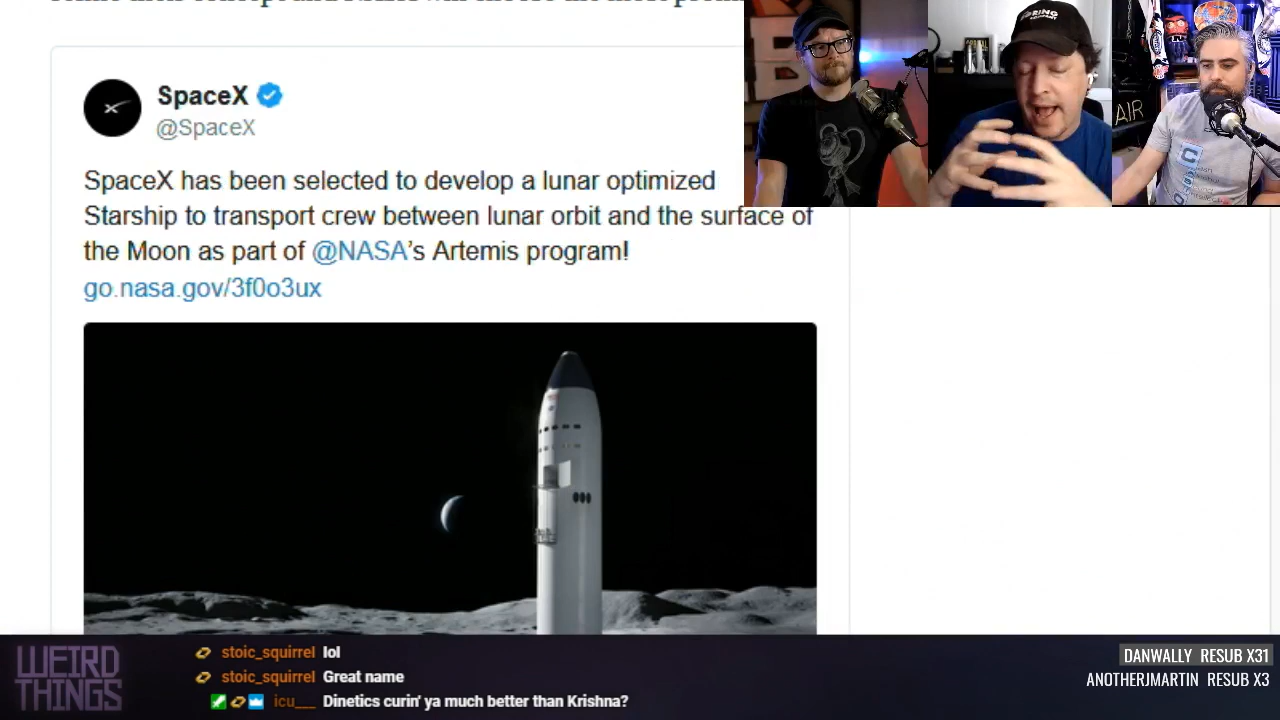 SpaceX
@SpaceX
SpaceX has been selected to develop a lunar optimized
Starship to transport crew between lunar orbit and the surface of
the Moon as part of @NASA's Artemis program!
go.nasa.gov/3f0o3ux
AIR
WEIRD
THINGS
stoic_squirrel lol
stoic_squirrel Great name
icu___ Dinetics curin' ya much better than Krishna?
DANWALLY RESUB X31
ANOTHERJMARTIN RESUB X3